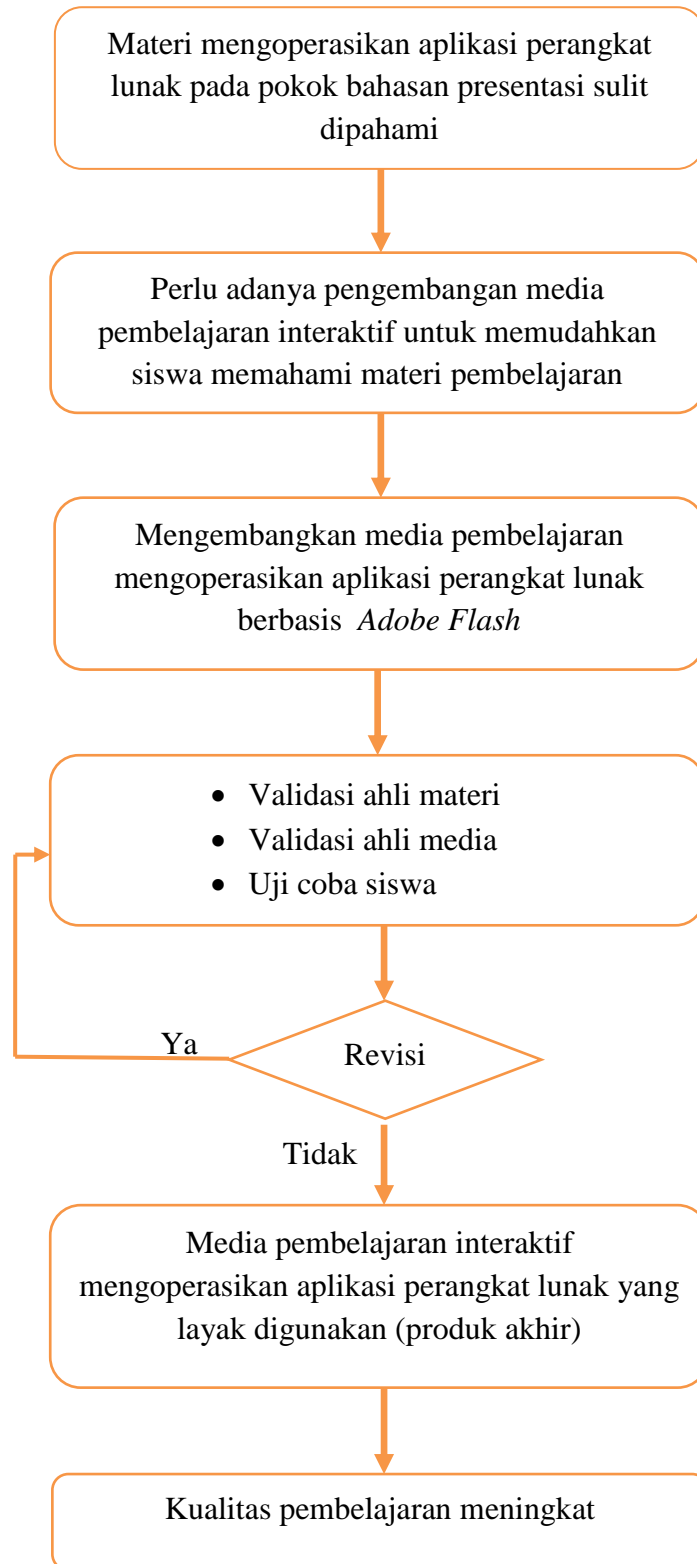 Materi mengoperasikan aplikasi perangkat
lunak pada pokok bahasan presentasi sulit
dipahami
Perlu adanya pengembangan media
pembelajaran interaktif untuk memudahkan
siswa memahami materi pembelajaran
Mengembangkan media pembelajaran
mengoperasikan aplikasi perangkat lunak
berbasis Adobe Flash
• Validasi ahli materi
• Validasi ahli media
• Uji coba siswa
Ya
Revisi
Tidak
Media pembelajaran interaktif
mengoperasikan aplikasi perangkat lunak yang
layak digunakan (produk akhir)
Kualitas pembelajaran meningkat